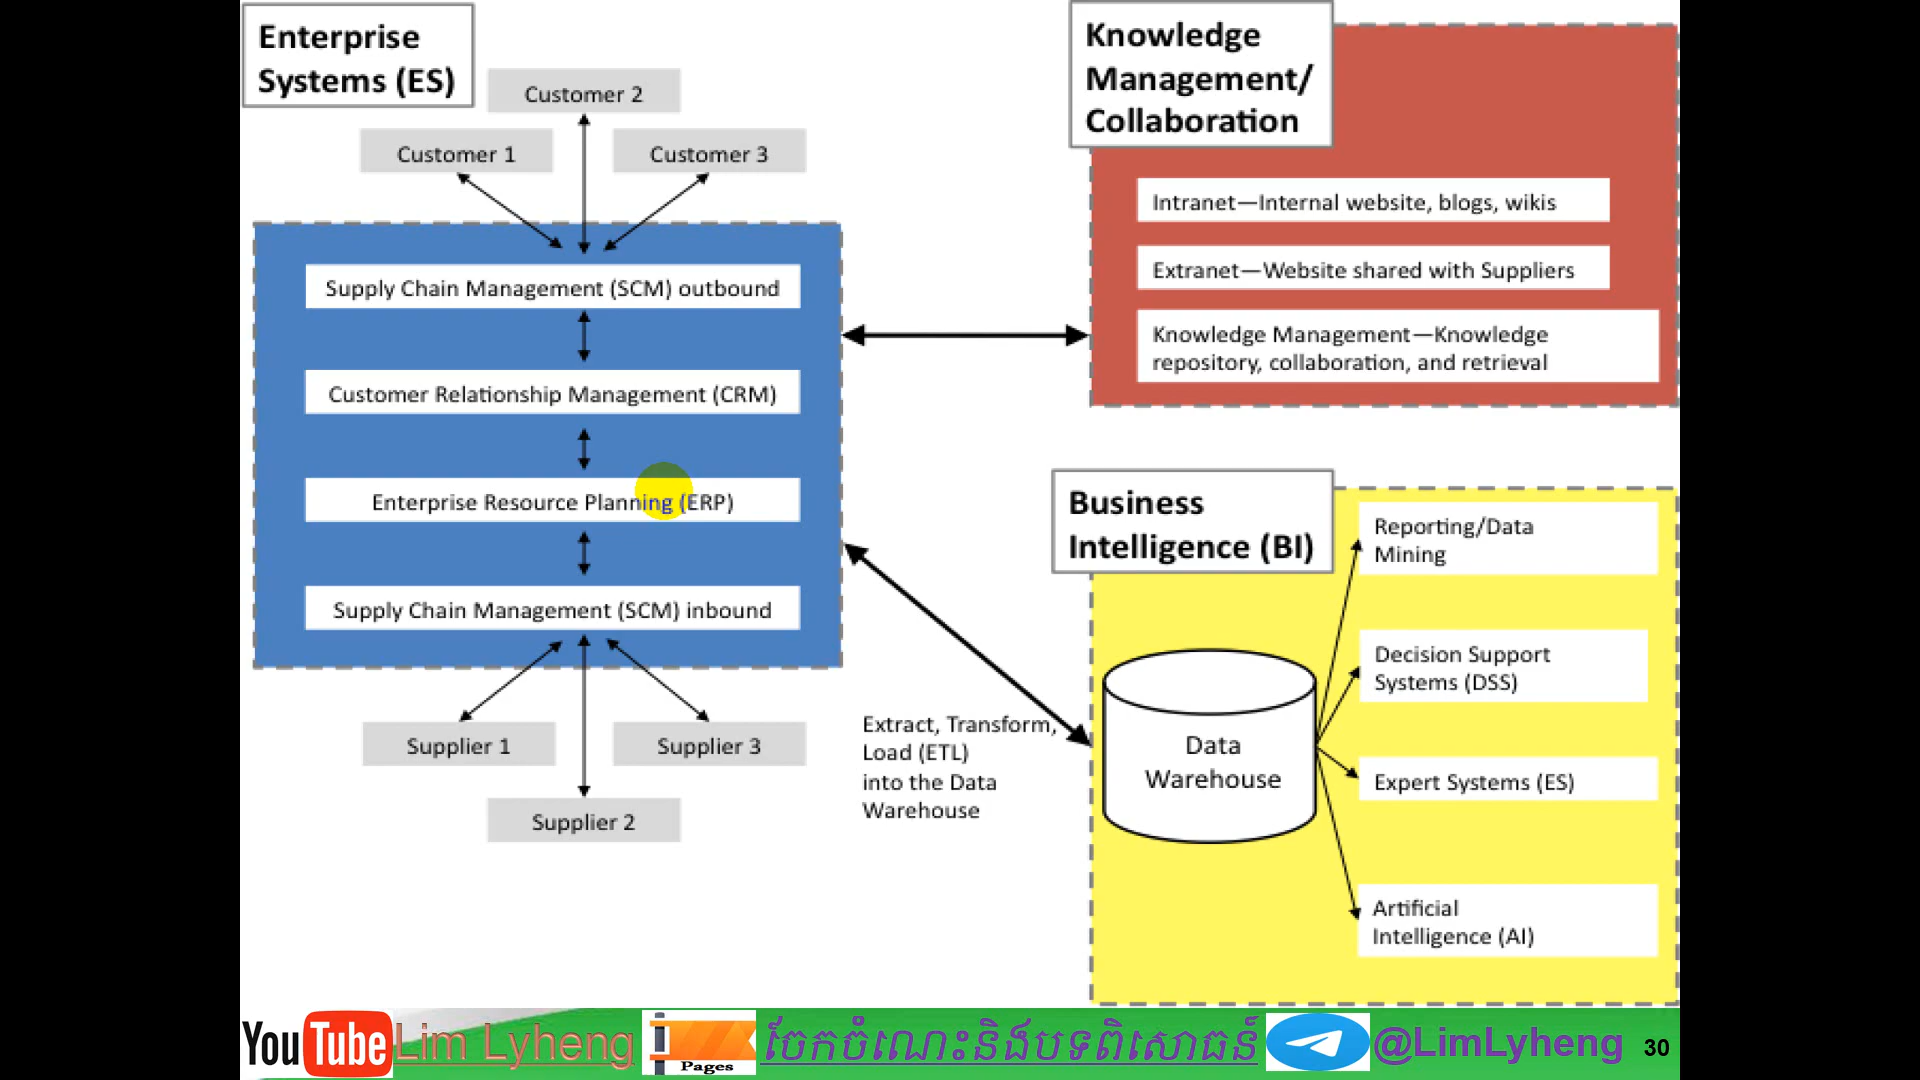 Enterprise
Systems (ES)
Customer 2
Customer 1
Customer 3
Supply Chain Management (SCM) outbound
Customer Relationship Management (CRM)
Enterprise Resource Planning (ERP)
Supply Chain Management (SCM) inbound
Supplier 1
Supplier 3
Supplier 2
Extract, Transform,
Load (ETL)
into the Data
Warehouse
Knowledge
Management/
Collaboration
Intranet—Internal website, blogs, wikis
Extranet—Website shared with Suppliers
Knowledge Management—Knowledge
repository, collaboration, and retrieval
Business
Intelligence (BI)
Data
Warehouse
Reporting/Data
Mining
Decision Support
Systems (DSS)
Expert Systems (ES)
Artificial
Intelligence (AI)
YouTube Lim Lyheng Pages ចែកចំណេះនិងបទពិសោធន៍ @LimLyheng 30